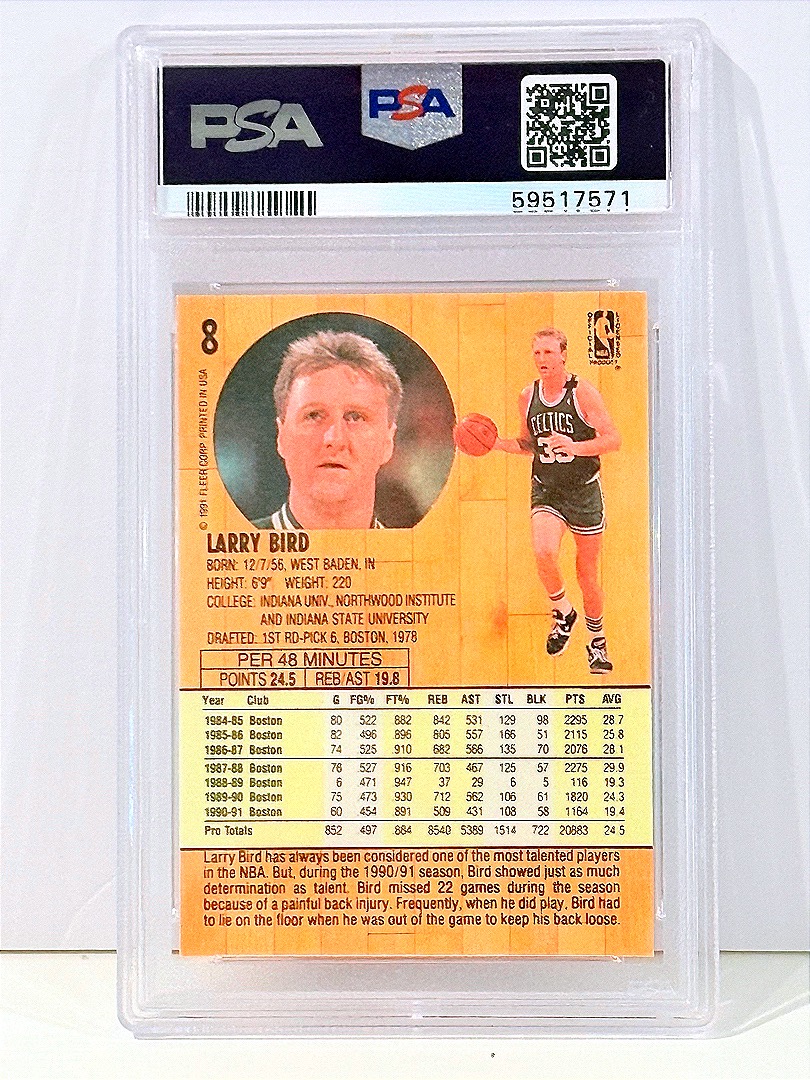 PSA
PSA
59517571
8
OFFICIAL LICENSED
NBA
PRODUCT
®
© 1991 FLEER CORP. PRINTED IN USA
CELTICS
33
LARRY BIRD
BORN: 12/7/56, WEST BADEN, IN
HEIGHT: 6'9" WEIGHT: 220
COLLEGE: INDIANA UNIV., NORTHWOOD INSTITUTE
AND INDIANA STATE UNIVERSITY
DRAFTED: 1ST RD-PICK 6, BOSTON, 1978
PER 48 MINUTES
POINTS 24.5 REB/AST 19.8
Year Club G FG% FT% REB AST STL BLK PTS AVG
1984-85 Boston 80 .522 .882 842 531 129 98 2295 28.7
1985-86 Boston 82 .496 .896 805 557 166 51 2115 25.8
1986-87 Boston 74 .525 .910 682 566 135 70 2076 28.1
1987-88 Boston 76 .527 .916 703 467 125 57 2275 29.9
1988-89 Boston 6 .471 .947 37 29 6 5 116 19.3
1989-90 Boston 75 .473 .930 712 562 106 61 1820 24.3
1990-91 Boston 60 .454 .891 509 431 108 58 1164 19.4
Pro Totals 852 .497 .884 8540 5389 1514 722 20883 24.5
Larry Bird has always been considered one of the most talented players
in the NBA. But, during the 1990/91 season, Bird showed just as much
determination as talent. Bird missed 22 games during the season
because of a painful back injury. Frequently, when he did play, Bird had
to lie on the floor when he was out of the game to keep his back loose.